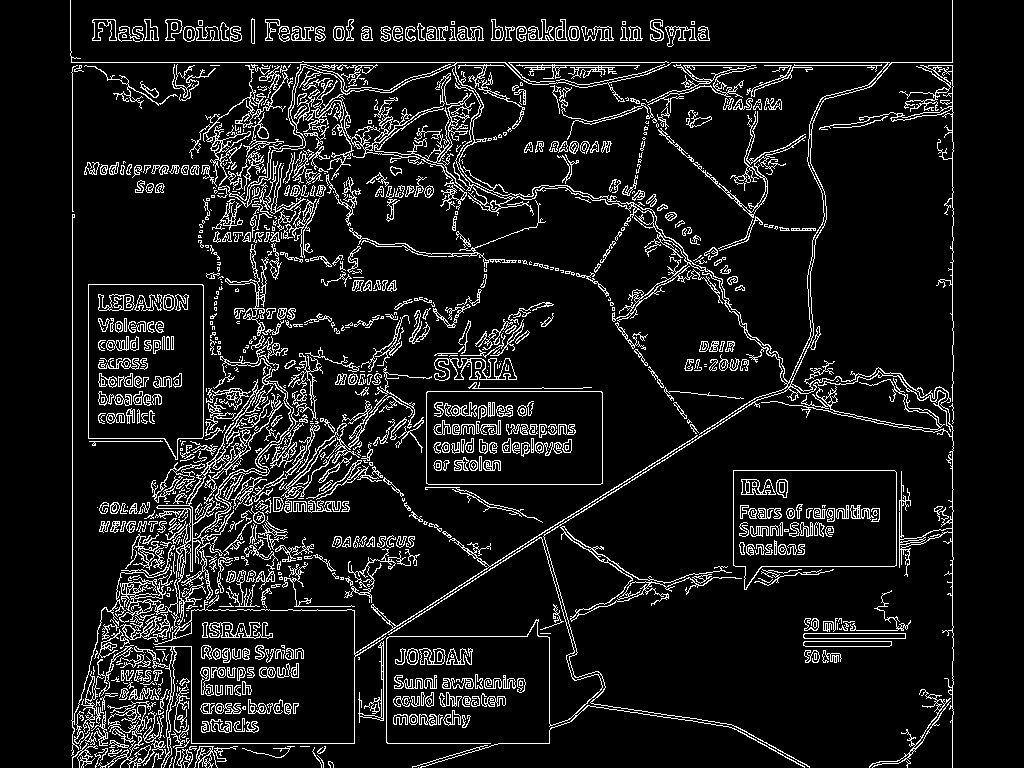 Flash Points | Fears of a sectarian breakdown in Syria
HASAKA
AR RAQQAH
Mediterranean
Sea
IDLIB
ALEPPO
Euphrates River
LATAKIA
HAMA
TARTUS
LEBANON
Violence
could spill
across
border and
broaden
conflict
DEIR
EL-ZOUR
SYRIA
HOMS
Stockpiles of
chemical weapons
could be deployed
or stolen
IRAQ
Fears of reigniting
Sunni-Shiite
tensions
GOLAN
HEIGHTS
Damascus
DAMASCUS
DARAA
ISRAEL
Rogue Syrian
groups could
launch
cross-border
attacks
JORDAN
Sunni awakening
could threaten
monarchy
50 miles
50 km
WEST
BANK